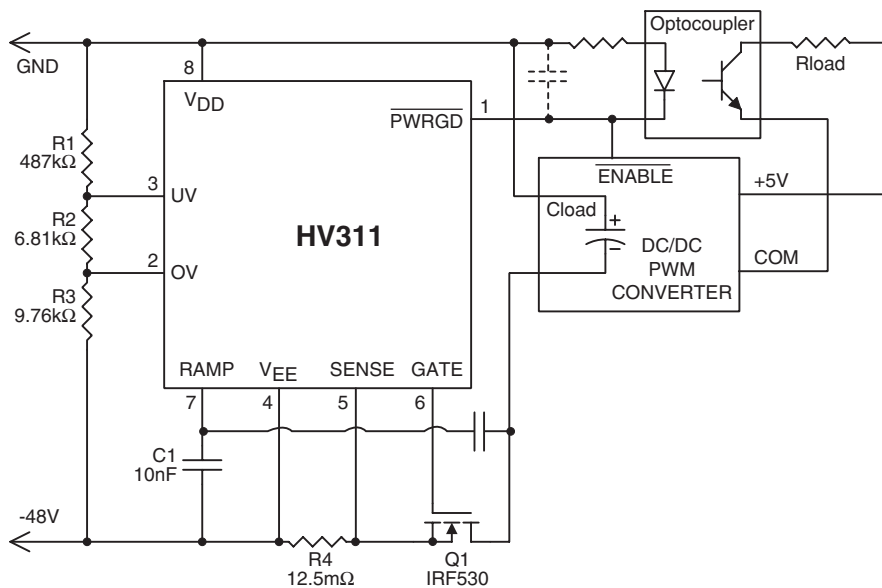 Optocoupler
GND
Rload
8
VDD
1
PWRGD
R1
487kΩ
ENABLE
+5V
3
UV
Cload
+
R2
6.81kΩ
HV311
DC/DC
PWM
CONVERTER
COM
2
OV
–
R3
9.76kΩ
RAMP
VEE
SENSE
GATE
7
4
5
6
C1
10nF
-48V
R4
12.5mΩ
Q1
IRF530